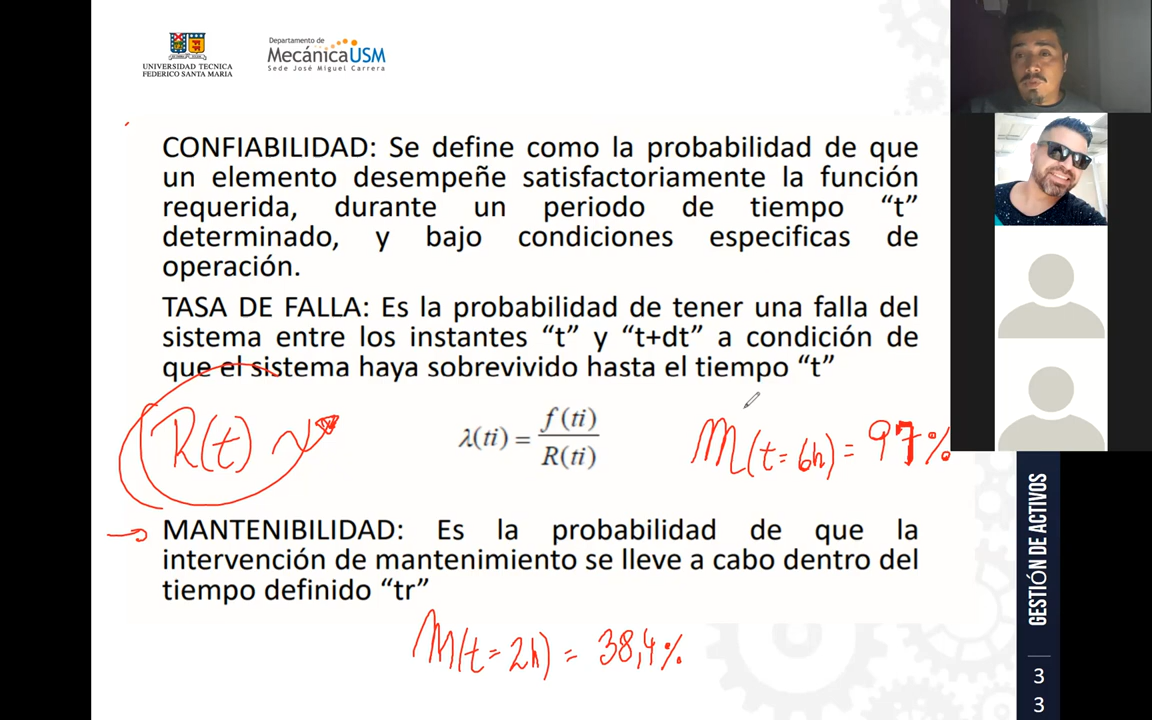 UNIVERSIDAD TECNICA
FEDERICO SANTA MARIA
Departamento de
MecánicaUSM
Sede José Miguel Carrera
CONFIABILIDAD: Se define como la probabilidad de que
un elemento desempeñe satisfactoriamente la función
requerida, durante un periodo de tiempo “t”
determinado, y bajo condiciones especificas de
operación.
TASA DE FALLA: Es la probabilidad de tener una falla del
sistema entre los instantes “t” y “t+dt” a condición de
que el sistema haya sobrevivido hasta el tiempo “t”
R(t)
λ(ti) = f(ti) / R(ti)
M(t=6h) = 97%
MANTENIBILIDAD: Es la probabilidad de que la
intervención de mantenimiento se lleve a cabo dentro del
tiempo definido “tr”
M(t=2h) = 38,4%
GESTIÓN DE ACTIVOS
3
3